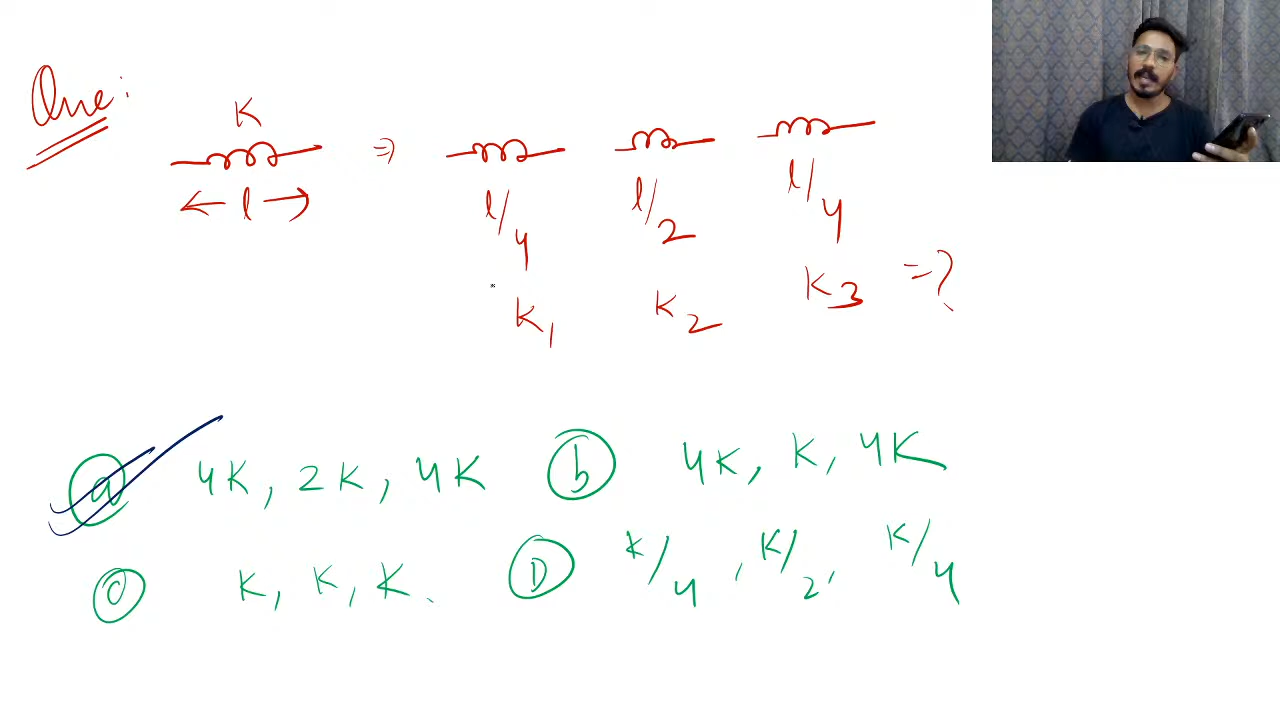 Que:
K
⇒
← l →
l/4 l/2 l/4
K1 K2 K3 = ?
a 4K, 2K, 4K b 4K, K, 4K
C K, K, K. D K/4, K/2, K/4